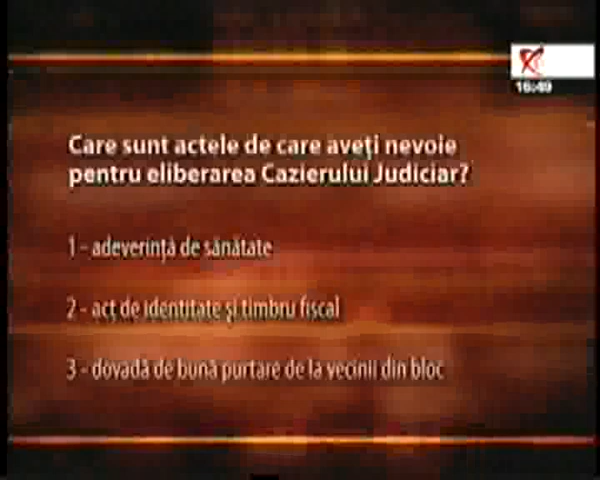 16:49
Care sunt actele de care aveţi nevoie
pentru eliberarea Cazierului Judiciar?
1 - adeverinţă de sănătate
2 - act de identitate şi timbru fiscal
3 - dovadă de bună purtare de la vecinii din bloc